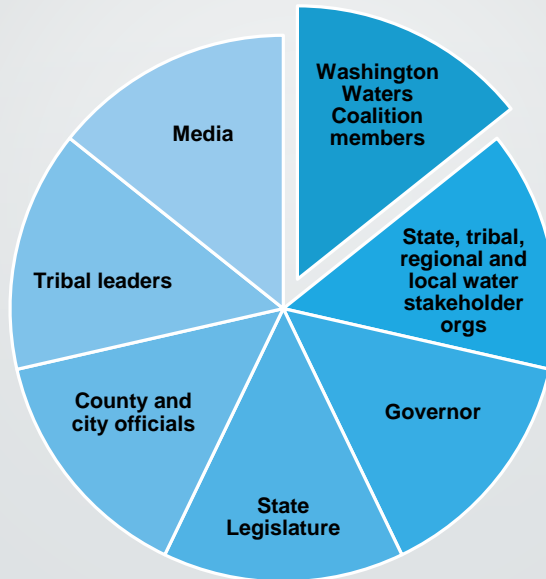 Washington
Waters
Coalition
members
Media
State, tribal,
regional and
local water
stakeholder
orgs
Tribal leaders
Governor
County and
city officials
State
Legislature